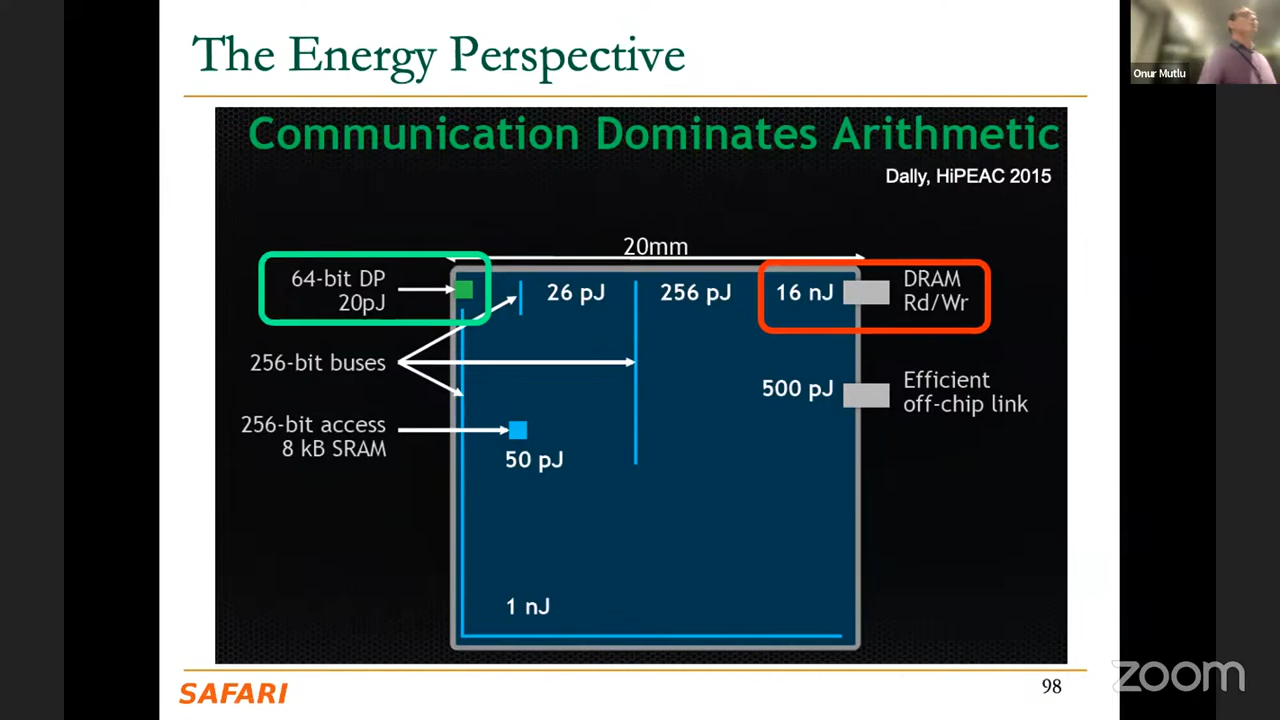 The Energy Perspective
Onur Mutlu
Communication Dominates Arithmetic
Dally, HiPEAC 2015
20mm
64-bit DP
20pJ
26 pJ
256 pJ
16 nJ
DRAM
Rd/Wr
256-bit buses
500 pJ
Efficient
off-chip link
256-bit access
8 kB SRAM
50 pJ
1 nJ
SAFARI
98
zoom